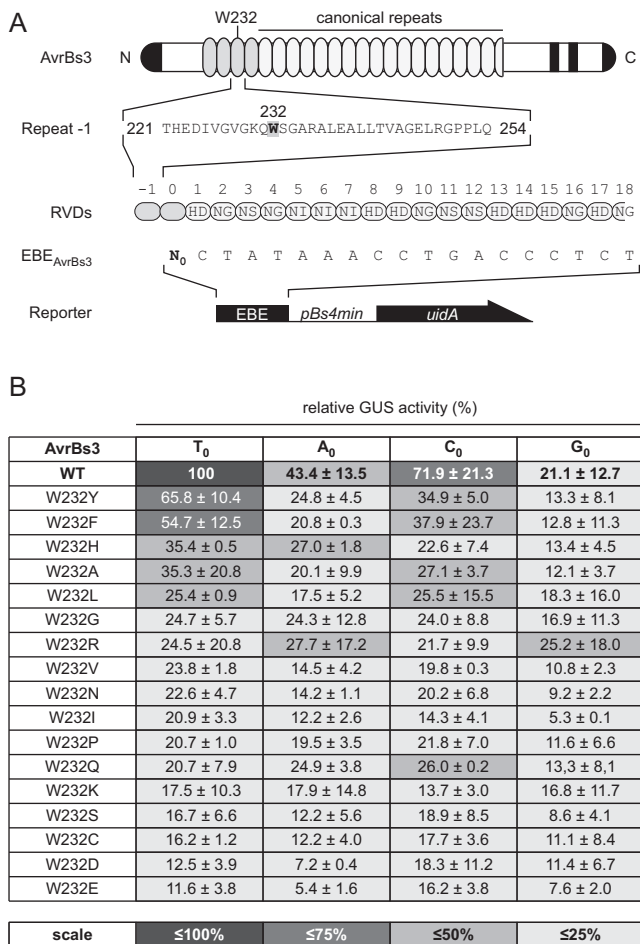 A
W232
canonical repeats
AvrBs3 N C
232
Repeat -1 221 THEDIVGVGKQWSGARALEALLTVAGELRGPPLQ 254
-1 0 1 2 3 4 5 6 7 8 9 10 11 12 13 14 15 16 17 18
RVDs HD NG NS NG NI NI NI HD HD NG NS NS HD HD HD NG HD NG
EBEAvrBs3 N0 C T A T A A A C C T G A C C C T C T
Reporter EBE pBs4min uidA
B
relative GUS activity (%)
AvrBs3 T0 A0 C0 G0
WT 100 43.4 ± 13.5 71.9 ± 21.3 21.1 ± 12.7
W232Y 65.8 ± 10.4 24.8 ± 4.5 34.9 ± 5.0 13.3 ± 8.1
W232F 54.7 ± 12.5 20.8 ± 0.3 37.9 ± 23.7 12.8 ± 11.3
W232H 35.4 ± 0.5 27.0 ± 1.8 22.6 ± 7.4 13.4 ± 4.5
W232A 35.3 ± 20.8 20.1 ± 9.9 27.1 ± 3.7 12.1 ± 3.7
W232L 25.4 ± 0.9 17.5 ± 5.2 25.5 ± 15.5 18.3 ± 16.0
W232G 24.7 ± 5.7 24.3 ± 12.8 24.0 ± 8.8 16.9 ± 11.3
W232R 24.5 ± 20.8 27.7 ± 17.2 21.7 ± 9.9 25.2 ± 18.0
W232V 23.8 ± 1.8 14.5 ± 4.2 19.8 ± 0.3 10.8 ± 2.3
W232N 22.6 ± 4.7 14.2 ± 1.1 20.2 ± 6.8 9.2 ± 2.2
W232I 20.9 ± 3.3 12.2 ± 2.6 14.3 ± 4.1 5.3 ± 0.1
W232P 20.7 ± 1.0 19.5 ± 3.5 21.8 ± 7.0 11.6 ± 6.6
W232Q 20.7 ± 7.9 24.9 ± 3.8 26.0 ± 0.2 13,3 ± 8,1
W232K 17.5 ± 10.3 17.9 ± 14.8 13.7 ± 3.0 16.8 ± 11.7
W232S 16.7 ± 6.6 12.2 ± 5.6 18.9 ± 8.5 8.6 ± 4.1
W232C 16.2 ± 1.2 12.2 ± 4.0 17.7 ± 3.6 11.1 ± 8.4
W232D 12.5 ± 3.9 7.2 ± 0.4 18.3 ± 11.2 11.4 ± 6.7
W232E 11.6 ± 3.8 5.4 ± 1.6 16.2 ± 3.8 7.6 ± 2.0
scale ≤100% ≤75% ≤50% ≤25%